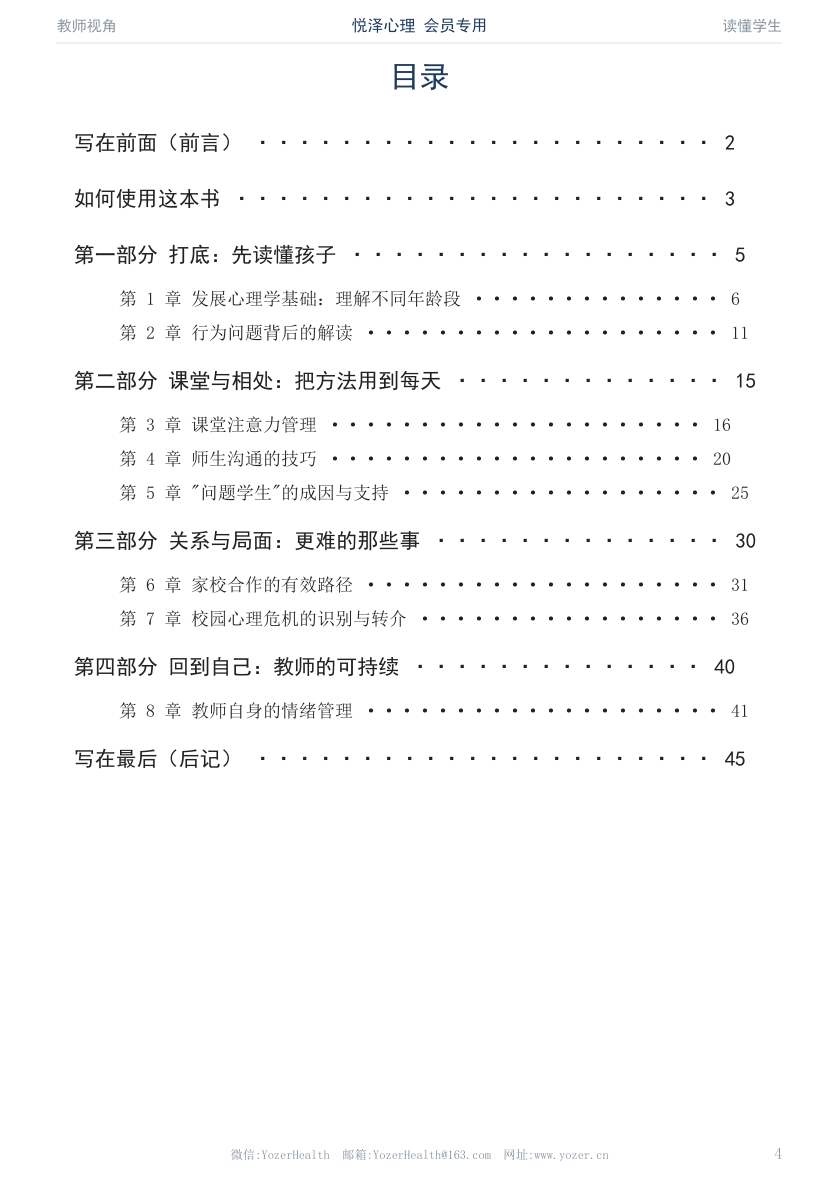 教师视角 悦泽心理 会员专用 读懂学生
目录
写在前面（前言） · · · · · · · · · · · · · · · · · · · · · · 2
如何使用这本书 · · · · · · · · · · · · · · · · · · · · · · · 3
第一部分 打底：先读懂孩子 · · · · · · · · · · · · · · · · · · 5
第 1 章 发展心理学基础：理解不同年龄段 · · · · · · · · · · · · · · 6
第 2 章 行为问题背后的解读 · · · · · · · · · · · · · · · · · · · · 11
第二部分 课堂与相处：把方法用到每天 · · · · · · · · · · · · · 15
第 3 章 课堂注意力管理 · · · · · · · · · · · · · · · · · · · · · 16
第 4 章 师生沟通的技巧 · · · · · · · · · · · · · · · · · · · · · 20
第 5 章 "问题学生"的成因与支持 · · · · · · · · · · · · · · · · · · 25
第三部分 关系与局面：更难的那些事 · · · · · · · · · · · · · · 30
第 6 章 家校合作的有效路径 · · · · · · · · · · · · · · · · · · · · 31
第 7 章 校园心理危机的识别与转介 · · · · · · · · · · · · · · · · · 36
第四部分 回到自己：教师的可持续 · · · · · · · · · · · · · · 40
第 8 章 教师自身的情绪管理 · · · · · · · · · · · · · · · · · · · · 41
写在最后（后记） · · · · · · · · · · · · · · · · · · · · · · 45
微信:YozerHealth 邮箱:YozerHealth@163.com 网址:www.yozer.cn 4